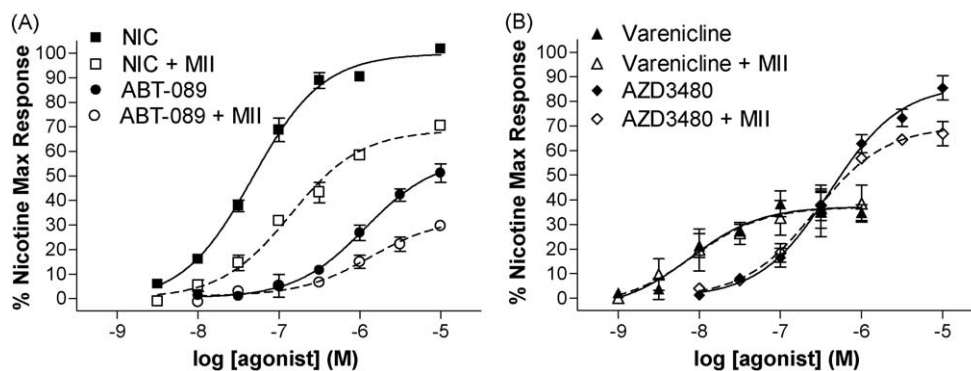 (A)
% Nicotine Max Response
100
90
80
70
60
50
40
30
20
10
0
NIC
NIC + MII
ABT-089
ABT-089 + MII
-9
-8
-7
-6
-5
log [agonist] (M)
(B)
% Nicotine Max Response
100
90
80
70
60
50
40
30
20
10
0
Varenicline
Varenicline + MII
AZD3480
AZD3480 + MII
-9
-8
-7
-6
-5
log [agonist] (M)